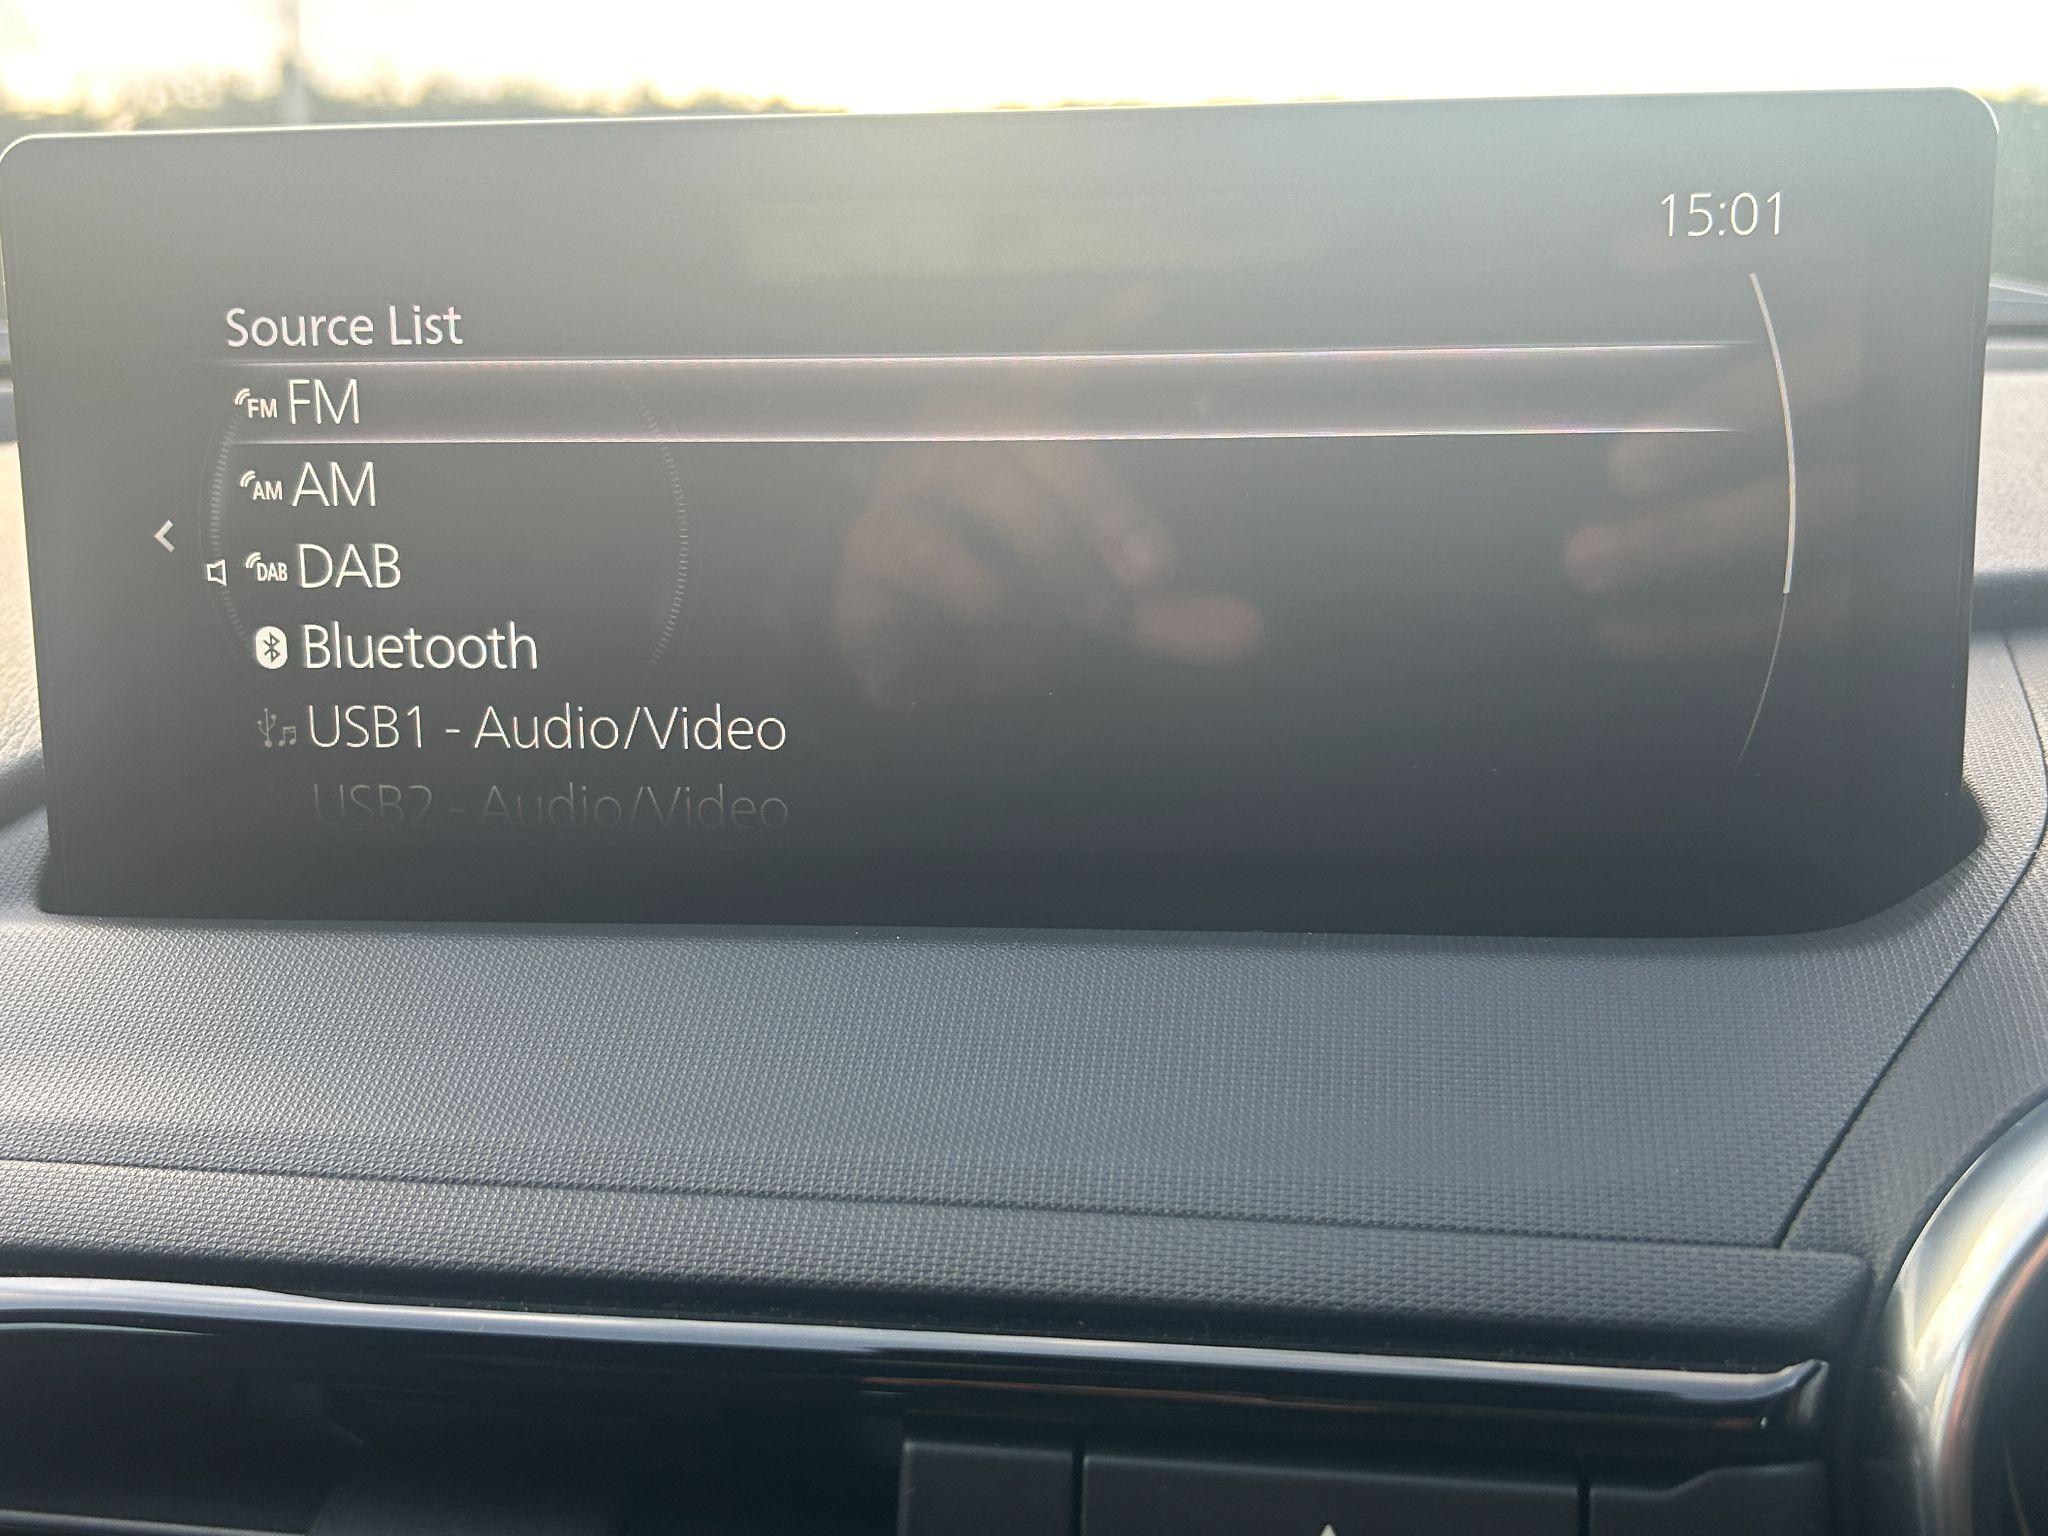 15:01
Source List
FM FM
AM AM
DAB DAB
Bluetooth
USB1 - Audio/Video
USB2 - Audio/Video